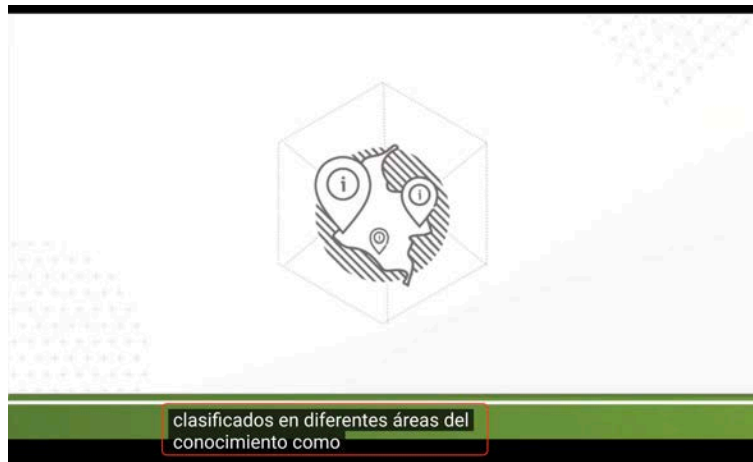 i
i
i
clasificados en diferentes áreas del
conocimiento como